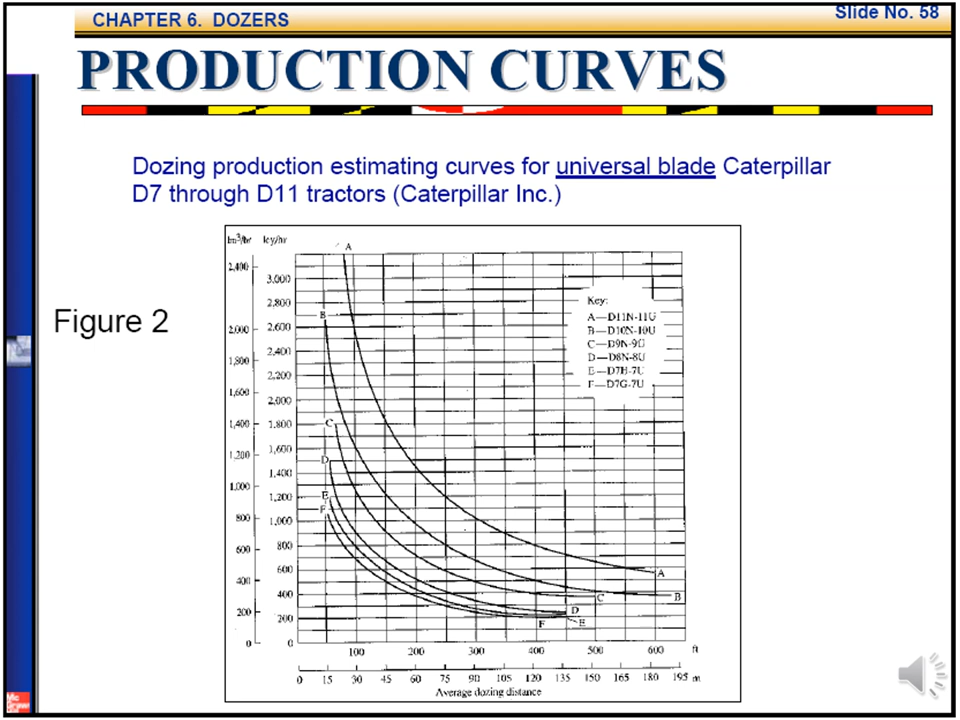 CHAPTER 6. DOZERS
Slide No. 58
PRODUCTION CURVES
Dozing production estimating curves for universal blade Caterpillar
D7 through D11 tractors (Caterpillar Inc.)
Figure 2
lm³/hr lcy/hr
A
2,400
3,000
2,800
B
2,000
2,600
2,400
1,800
2,200
1,600
2,000
1,400
1,800
C
1,200
1,600
D
1,400
1,000
1,200
E
F
800
1,000
600
800
600
400
400
200
200
0
0
Key:
A—D11N-11U
B—D10N-10U
C—D9N-9U
D—D8N-8U
E—D7H-7U
F—D7G-7U
A
B
C
D
F
E
100 200 300 400 500 600 ft
0 15 30 45 60 75 90 105 120 135 150 165 180 195 m
Average dozing distance
Mc
Graw